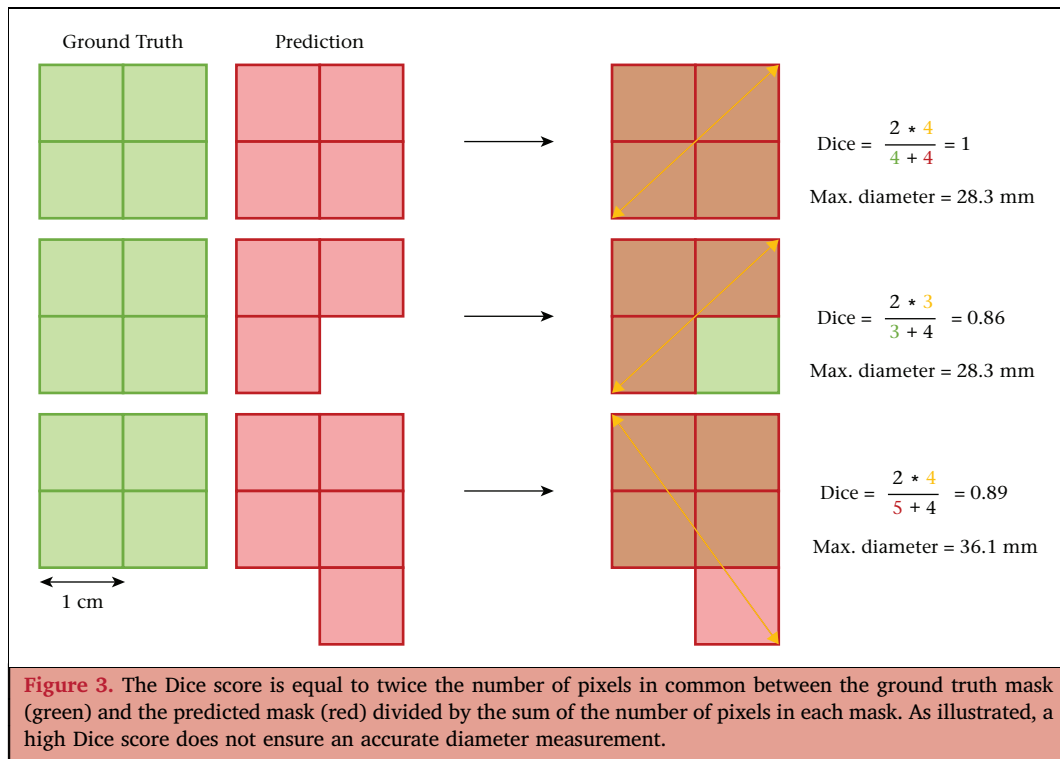 Ground Truth
Prediction
Dice = 2 * 4 / 4 + 4 = 1
Max. diameter = 28.3 mm
Dice = 2 * 3 / 3 + 4 = 0.86
Max. diameter = 28.3 mm
Dice = 2 * 4 / 5 + 4 = 0.89
Max. diameter = 36.1 mm
1 cm
Figure 3. The Dice score is equal to twice the number of pixels in common between the ground truth mask
(green) and the predicted mask (red) divided by the sum of the number of pixels in each mask. As illustrated, a
high Dice score does not ensure an accurate diameter measurement.